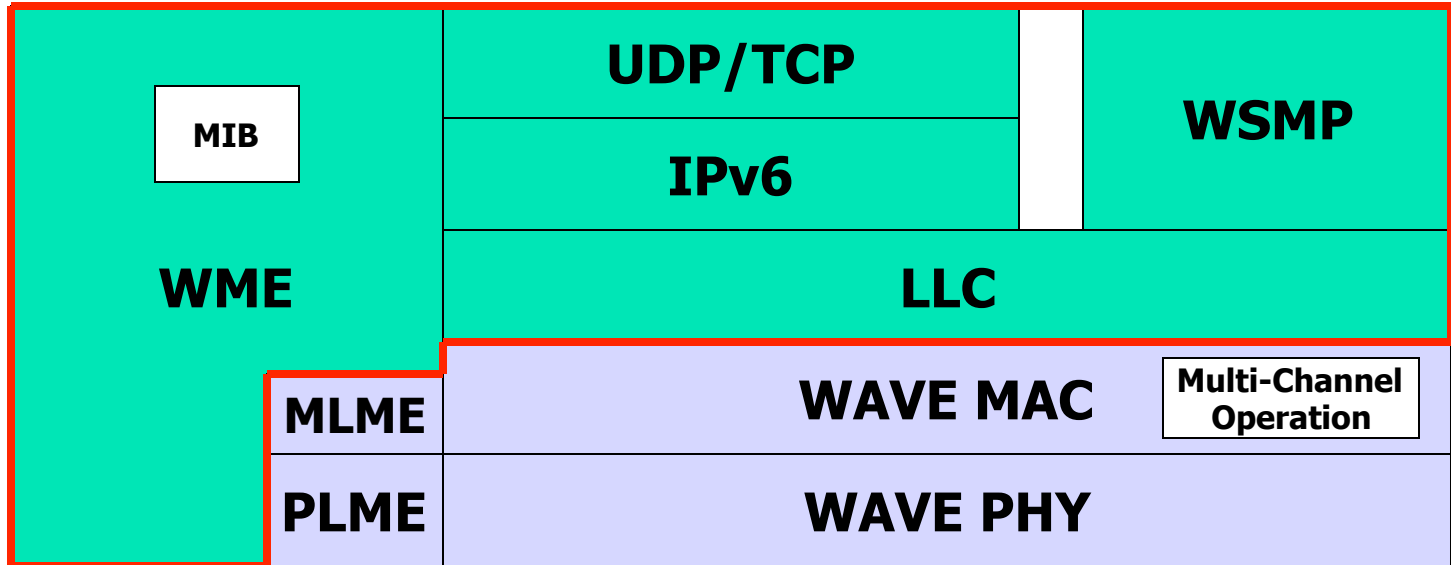 UDP/TCP
WSMP
MIB
IPv6
WME
LLC
MLME
WAVE MAC
Multi-Channel
Operation
PLME
WAVE PHY